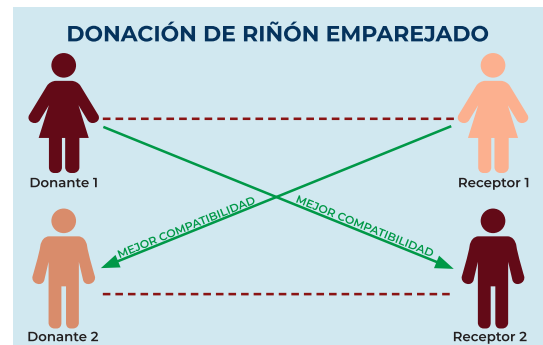 DONACIÓN DE RIÑÓN EMPAREJADO
Donante 1
Receptor 1
MEJOR COMPATIBILIDAD
MEJOR COMPATIBILIDAD
Donante 2
Receptor 2